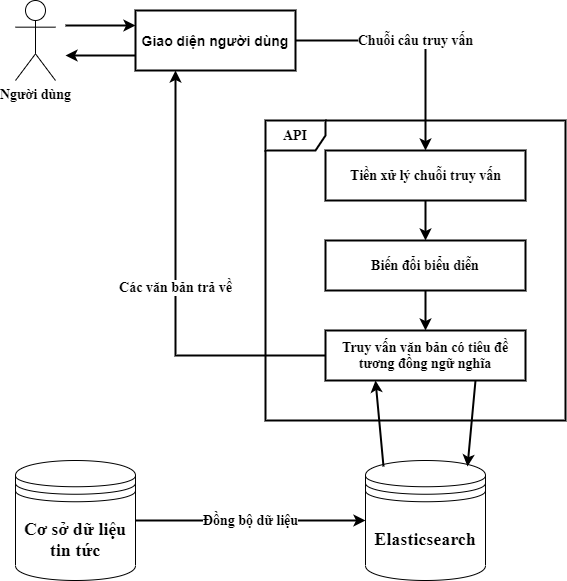 Giao diện người dùng
Chuỗi câu truy vấn
Người dùng
API
Tiền xử lý chuỗi truy vấn
Biến đổi biểu diễn
Các văn bản trả về
Truy vấn văn bản có tiêu đề
tương đồng ngữ nghĩa
Cơ sở dữ liệu
tin tức
Đồng bộ dữ liệu
Elasticsearch